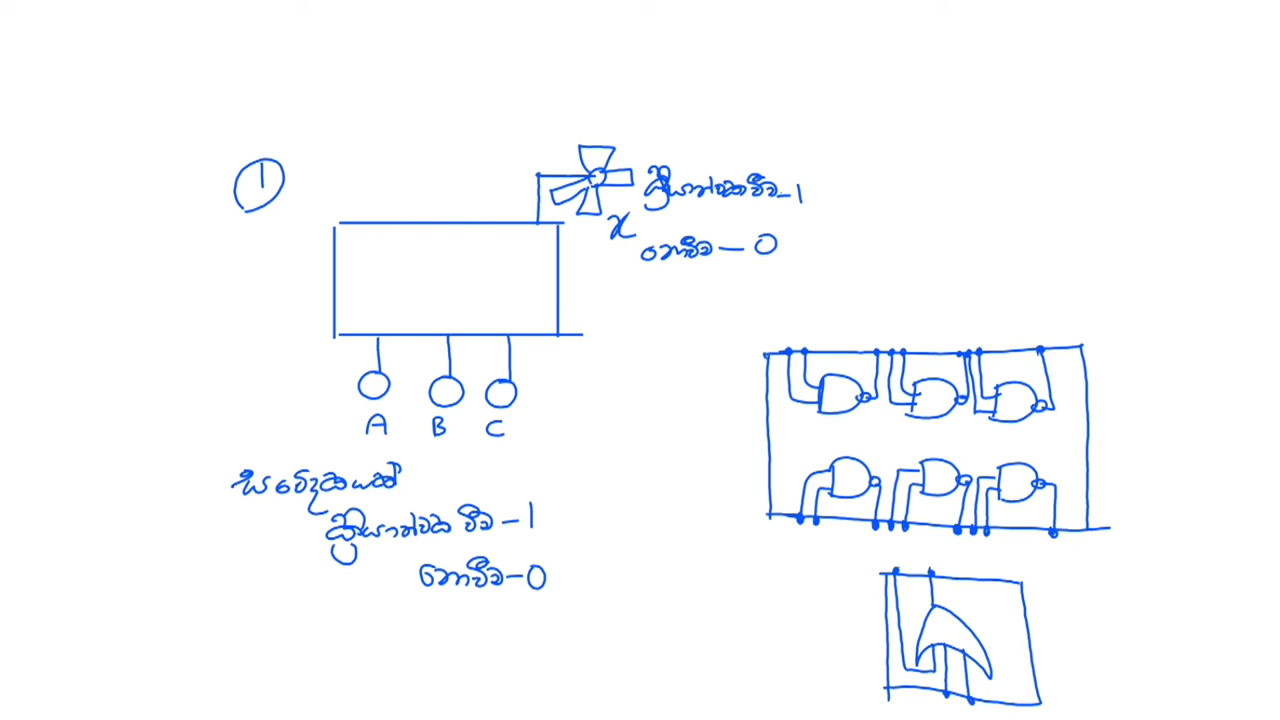 1
ක්‍රියාත්මක වීම - 1
x
නොවීම - 0
A B C
සංවේදකයක්
ක්‍රියාත්මක වීම - 1
නොවීම - 0